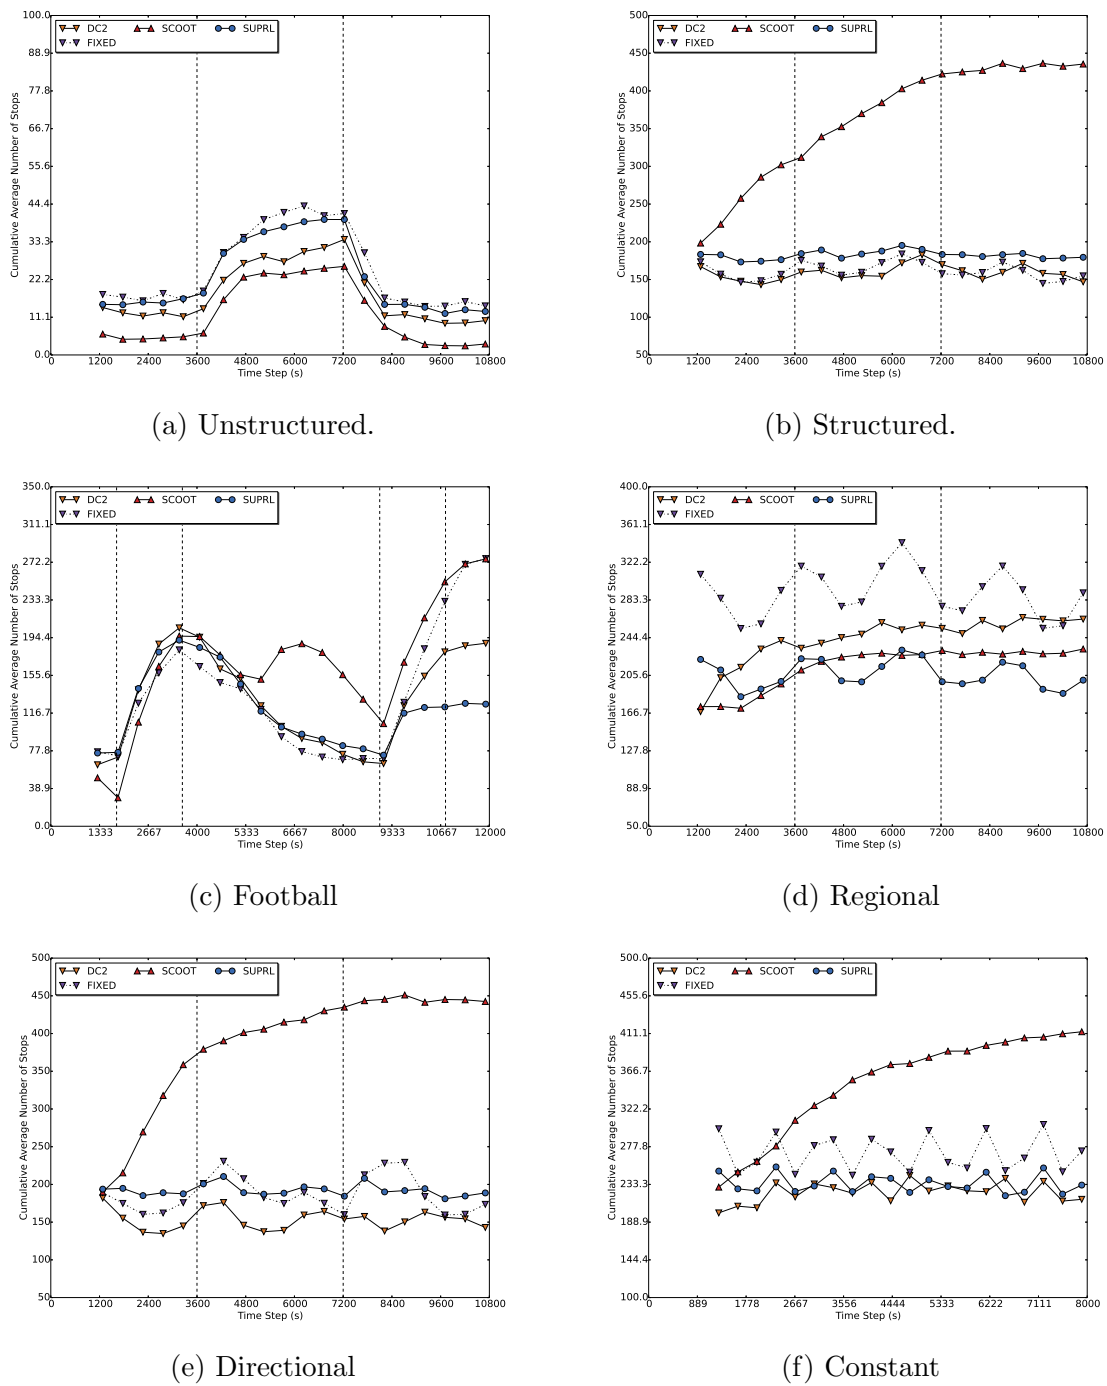 DC2 SCOOT SUPRL
FIXED
Cumulative Average Number of Stops
100.0
88.9
77.8
66.7
55.6
44.4
33.3
22.2
11.1
0.0
0 1200 2400 3600 4800 6000 7200 8400 9600 10800
Time Step (s)
(a) Unstructured.
DC2 SCOOT SUPRL
FIXED
Cumulative Average Number of Stops
500
450
400
350
300
250
200
150
100
50
0 1200 2400 3600 4800 6000 7200 8400 9600 10800
Time Step (s)
(b) Structured.
DC2 SCOOT SUPRL
FIXED
Cumulative Average Number of Stops
350.0
311.1
272.2
233.3
194.4
155.6
116.7
77.8
38.9
0.0
0 1333 2667 4000 5333 6667 8000 9333 10667 12000
Time Step (s)
(c) Football
DC2 SCOOT SUPRL
FIXED
Cumulative Average Number of Stops
400.0
361.1
322.2
283.3
244.4
205.6
166.7
127.8
88.9
50.0
0 1200 2400 3600 4800 6000 7200 8400 9600 10800
Time Step (s)
(d) Regional
DC2 SCOOT SUPRL
FIXED
Cumulative Average Number of Stops
500
450
400
350
300
250
200
150
100
50
0 1200 2400 3600 4800 6000 7200 8400 9600 10800
Time Step (s)
(e) Directional
DC2 SCOOT SUPRL
FIXED
Cumulative Average Number of Stops
500.0
455.6
411.1
366.7
322.2
277.8
233.3
188.9
144.4
100.0
0 889 1778 2667 3556 4444 5333 6222 7111 8000
Time Step (s)
(f) Constant